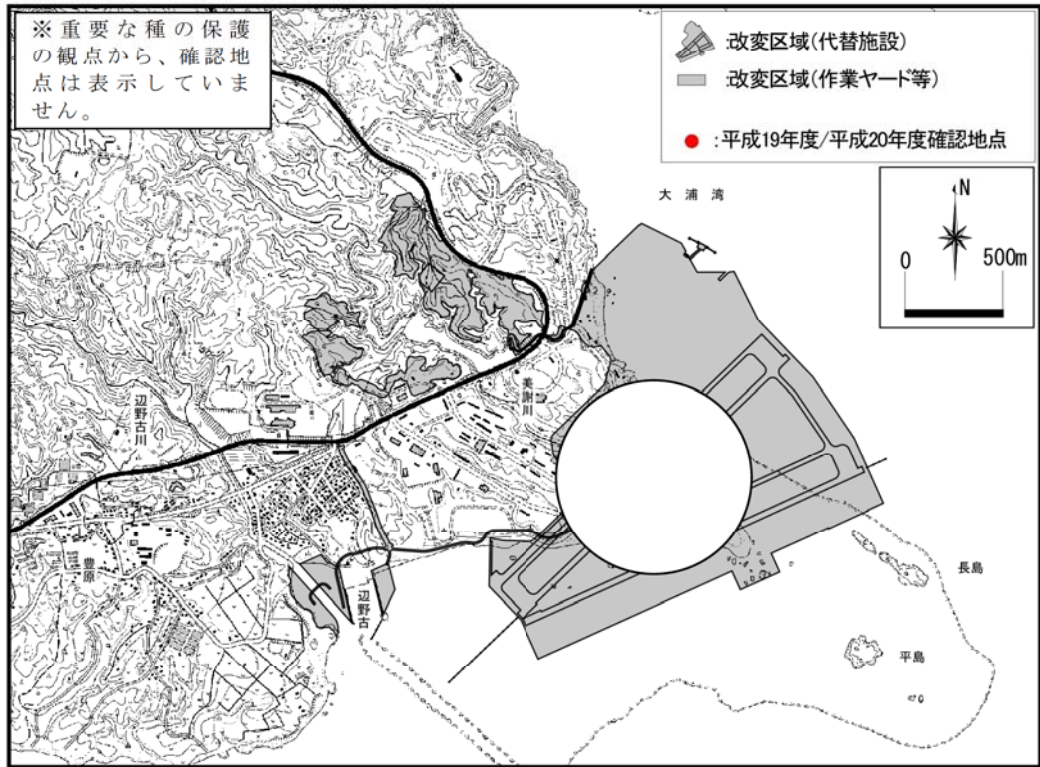 ※重要な種の保護
の観点から、確認地
点は表示していま
せん。
:改変区域(代替施設)
:改変区域(作業ヤード等)
:平成19年度/平成20年度確認地点
大浦湾
N
0 500m
美謝川
辺野古川
豊原
辺野古
長島
平島